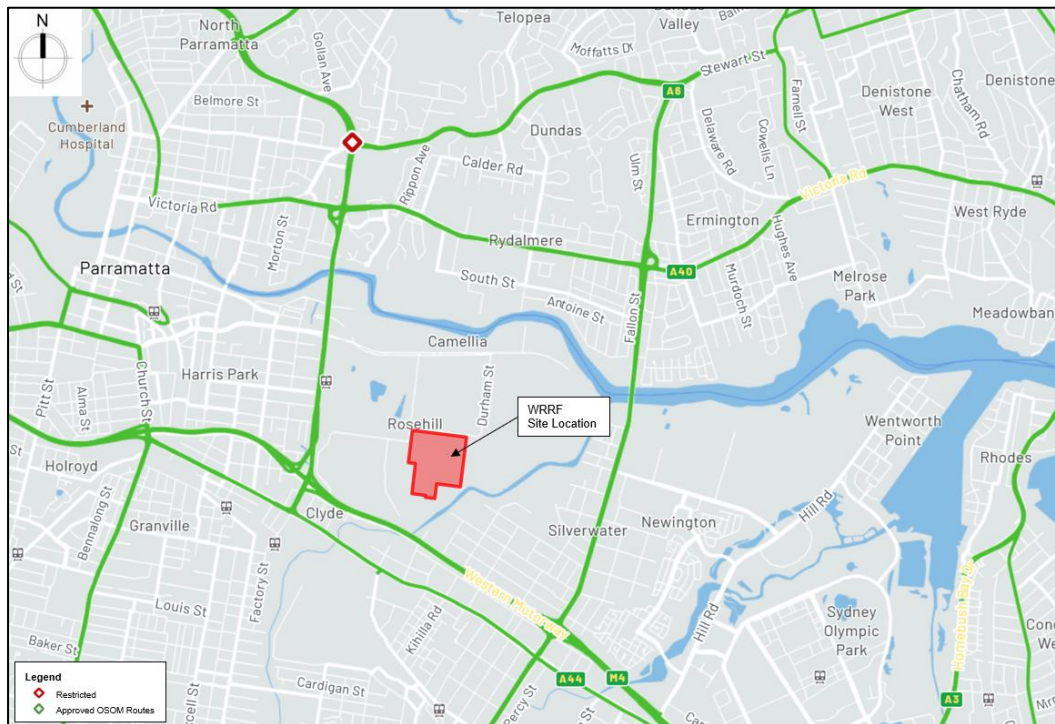 N
North
Parramatta
Gollan Ave
Telopea
Dundas
Valley
Moffatts Dr
Stewart St
A6
Belmore St
Cumberland
Hospital
Dundas
Farnell St
Denistone
West
Denistone
Chatham Rd
Delaware Rd
Cowells Ln
Calder Rd
Rippon Ave
Ulm St
Victoria Rd
Victoria Rd
Morton St
Ermington
West Ryde
Rydalmere
Hughes Ave
Parramatta
South St
A40
Murdoch St
Melrose
Park
Antoine St
Fallon St
Meadowban
Camellia
Harris Park
Pitt St
Alma St
Church St
Durham St
WRRF
Site Location
Rosehill
Wentworth
Point
Rhodes
Holroyd
Bennalong St
Granville
Clyde
Silverwater
Newington
Hill Rd
Factory St
Western Motorway
Louis St
Kihilla Rd
Hill Rd
Sydney
Olympic
Park
Homebush Bay Dr
Baker St
Cardigan St
A44
M4
Percy St
A3
Legend
Restricted
Approved OSOM Routes